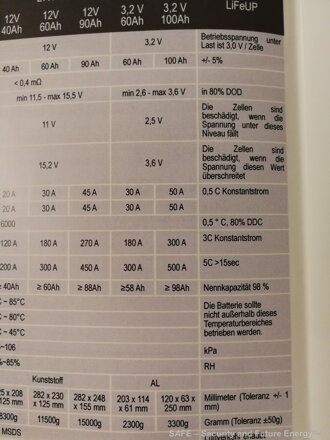 12V 12V 12V 3,2 V 3,2 V LiFeUP
40Ah 60Ah 90Ah 60Ah 100Ah
12 V 3,2 V Betriebsspannung unter
Last ist 3,0 V / Zelle
40 Ah 60 Ah 90 Ah 60 Ah 100 Ah +/- 5%
< 0,4 mΩ
min 11,5 - max 15,5 V min 2,6 - max 3,6 V in 80% DOD
11 V 2,5 V Die Zellen sind
beschädigt, wenn die
Spannung unter dieses
Niveau fällt
15,2 V 3,6 V Die Zellen sind
beschädigt, wenn die
Spannung diesen Wert
überschreitet
20 A 30 A 45 A 30 A 50 A 0,5 C Konstantstrom
20 A 30 A 45 A 30 A 50 A
6000 0,5 ° C, 80% DDC
120 A 180 A 270 A 180 A 300 A 3C Konstantstrom
200 A 300 A 450 A 300 A 500 A 5C >15sec
≥ 40Ah ≥ 60Ah ≥ 88Ah ≥58 Ah ≥ 98Ah Nennkapazität 98 %
C ~ 85°C Die Batterie sollte
C ~ 80°C nicht außerhalb dieses
C ~ 45°C Temperaturbereiches
betrieben werden.
~106 kPa
%~85% RH
Kunststoff AL
25 x 208 282 x 230 282 x 248 203 x 114 120 x 63 x Millimeter (Toleranz +/- 1
125 mm x 125 mm x 155 mm x 61 mm 250 mm mm)
8300g 11500g 15000g 2300g 3300g Gramm (Toleranz ±50g)
MSDS
SAFE – Security and Future Energy